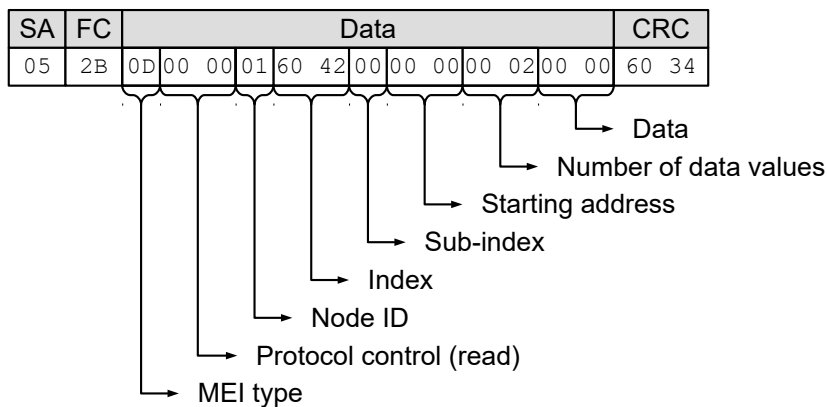 SA FC Data CRC
05 2B 0D 00 00 01 60 42 00 00 00 00 02 00 00 60 34
Data
Number of data values
Starting address
Sub-index
Index
Node ID
Protocol control (read)
MEI type